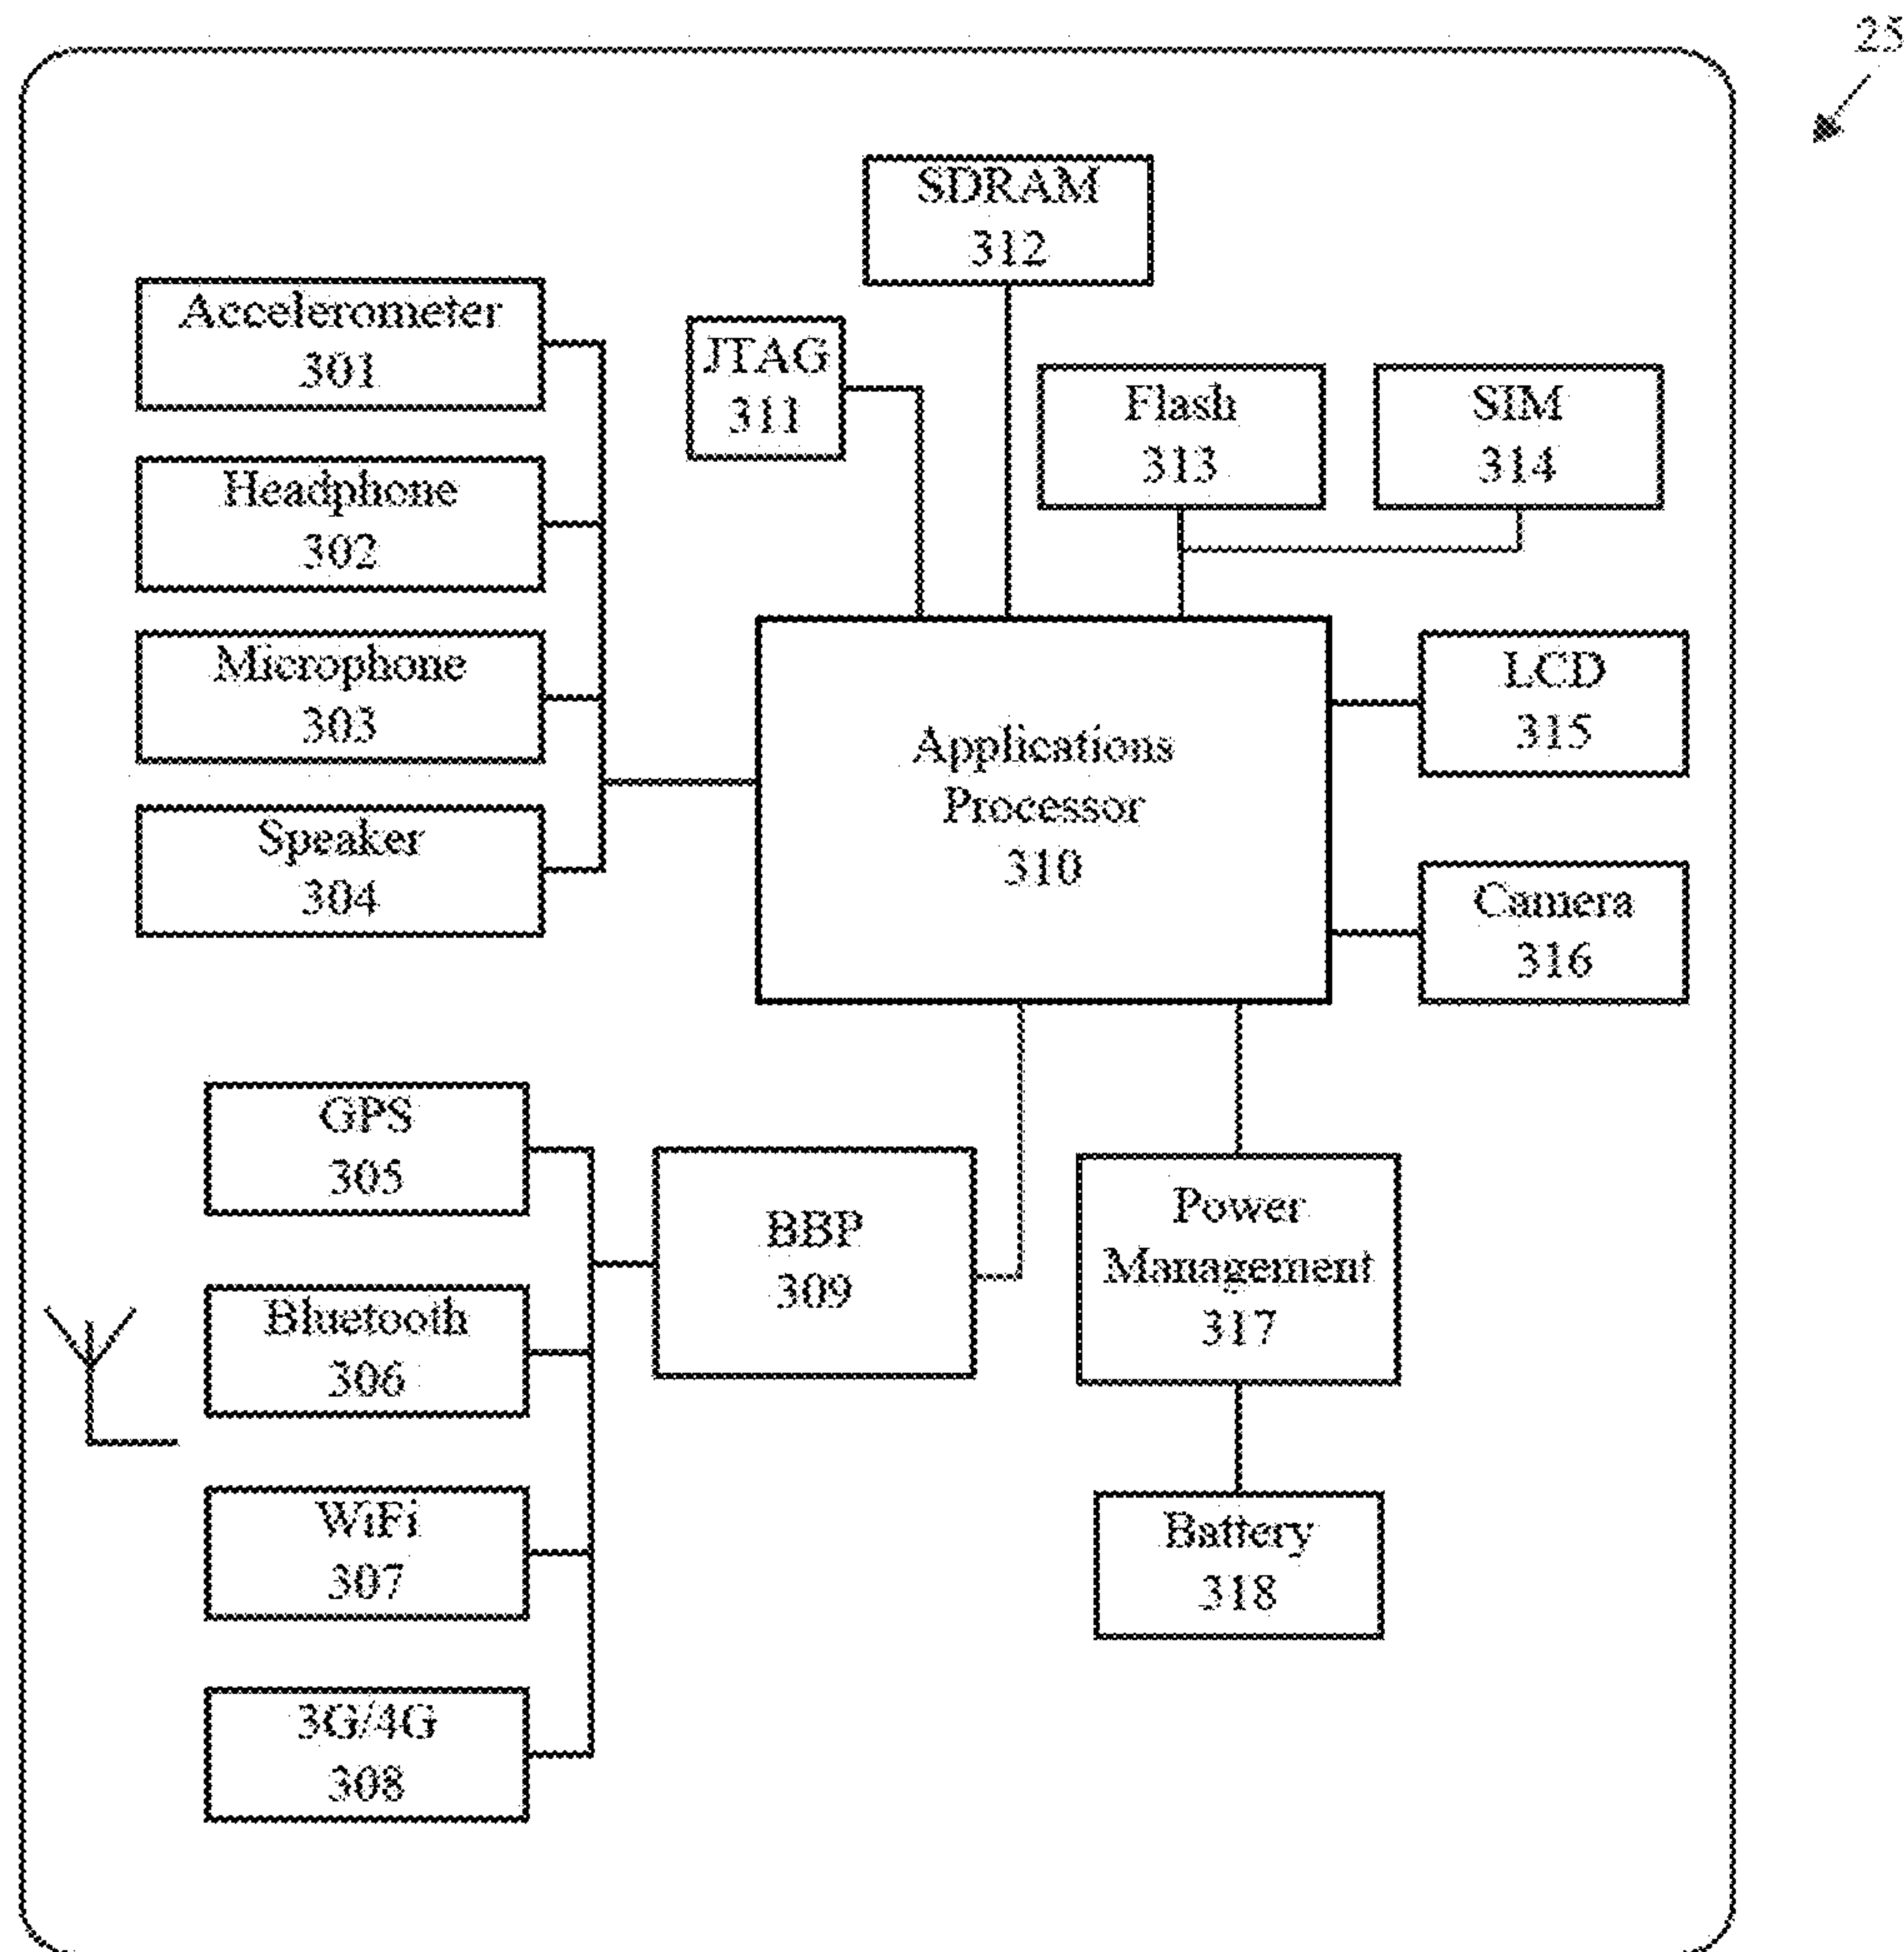 25
SDRAM
312
Accelerometer
301
JTAG
311
Flash
313
SIM
314
Headphone
302
Microphone
303
LCD
315
Applications
Processor
310
Speaker
304
Camera
316
GPS
305
BBP
309
Power
Management
317
Bluetooth
306
WiFi
307
Battery
318
3G/4G
308